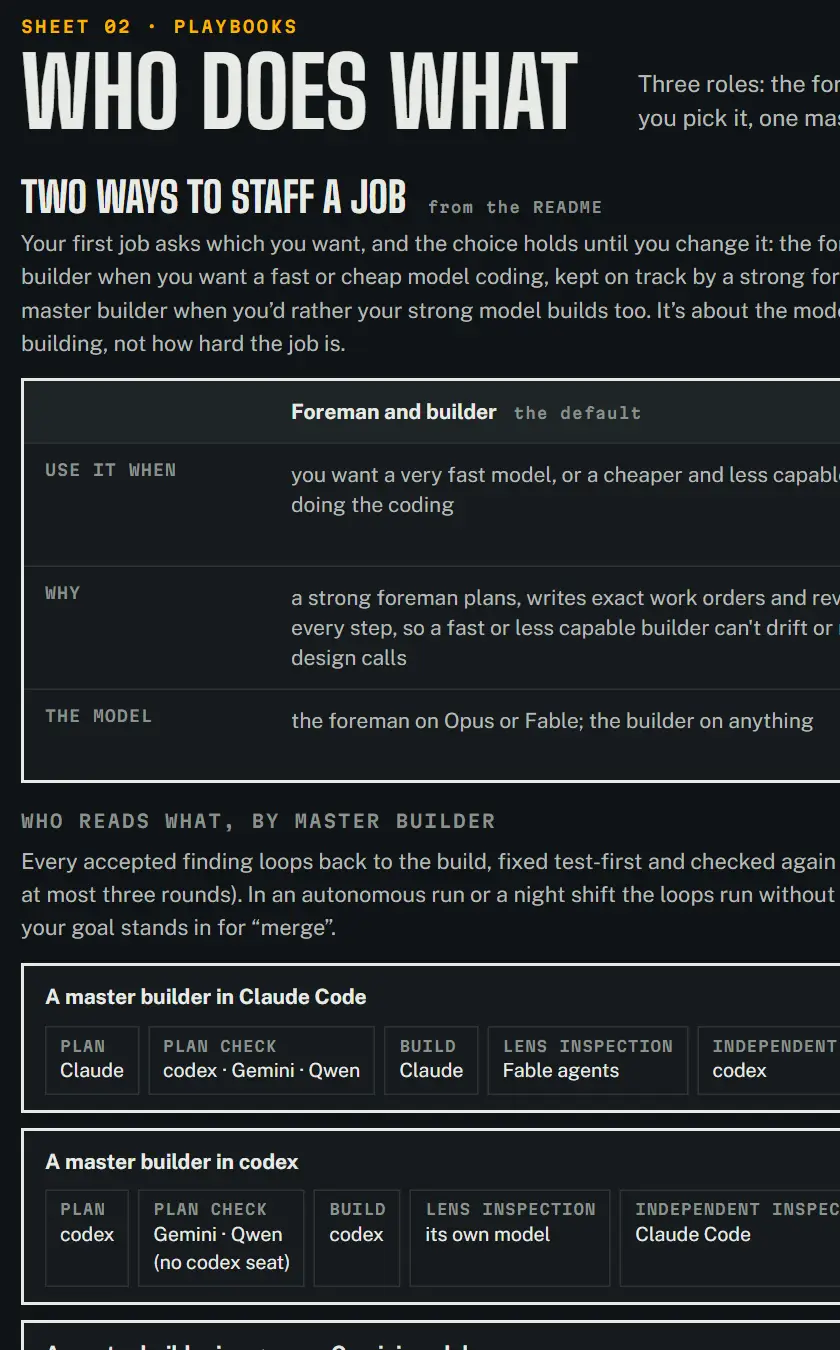 SHEET 02 · PLAYBOOKS
WHO DOES WHAT
Three roles: the
you pick it, one
TWO WAYS TO STAFF A JOB from the README
Your first job asks which you want, and the choice holds until you change it: the
builder when you want a fast or cheap model coding, kept on track by a strong
master builder when you’d rather your strong model builds too. It’s about the
building, not how hard the job is.
Foreman and builder the default
USE IT WHEN
you want a very fast model, or a cheaper and less
doing the coding
WHY
a strong foreman plans, writes exact work orders and
every step, so a fast or less capable builder can't drift or
design calls
THE MODEL
the foreman on Opus or Fable; the builder on anything
WHO READS WHAT, BY MASTER BUILDER
Every accepted finding loops back to the build, fixed test-first and checked again
at most three rounds). In an autonomous run or a night shift the loops run without
your goal stands in for “merge”.
A master builder in Claude Code
PLAN
Claude
PLAN CHECK
codex · Gemini · Qwen
BUILD
Claude
LENS INSPECTION
Fable agents
INDEPENDENT
codex
A master builder in codex
PLAN
codex
PLAN CHECK
Gemini · Qwen
(no codex seat)
BUILD
codex
LENS INSPECTION
its own model
INDEPENDENT
Claude Code